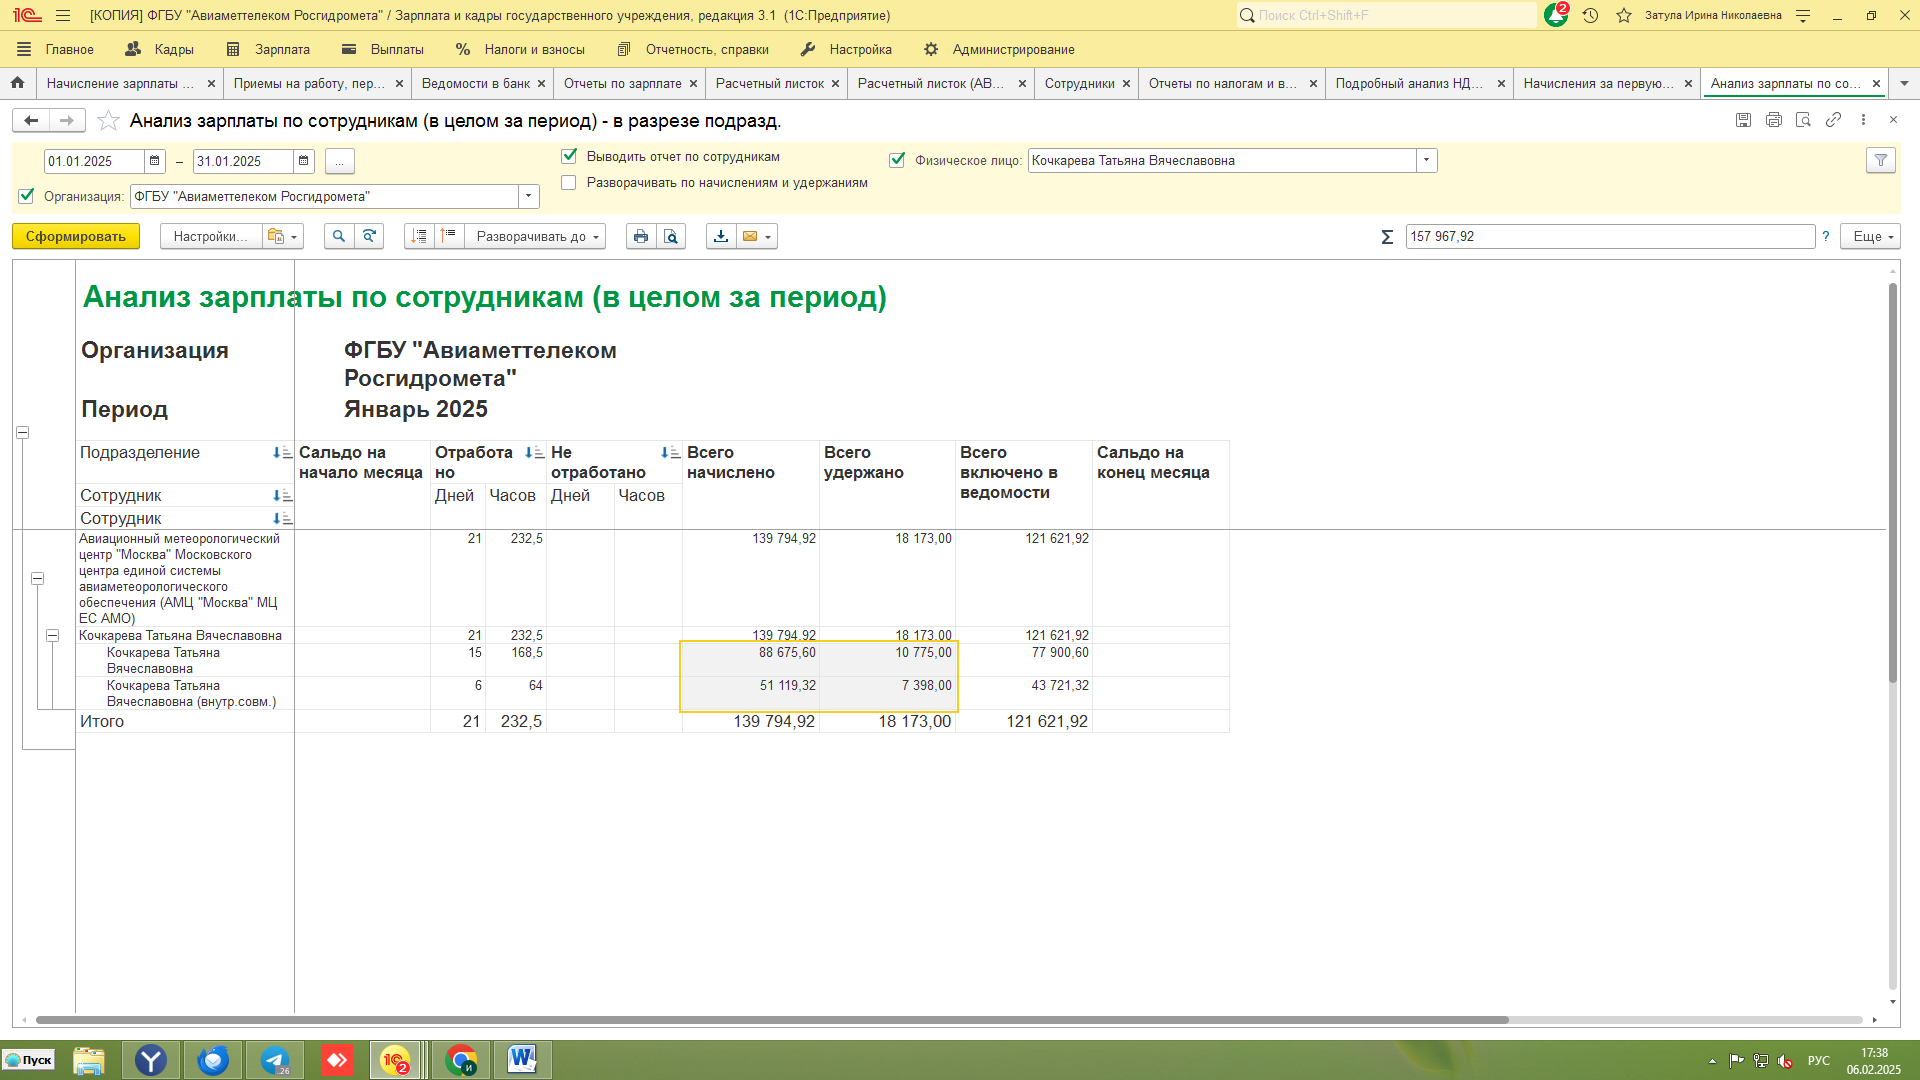 [КОПИЯ] ФГБУ "Авиаметтелеком Росгидромета" / Зарплата и кадры государственного учреждения, редакция 3.1 (1С:Предприятие)
Поиск Ctrl+Shift+F
2
Затула Ирина Николаевна
Главное
Кадры
Зарплата
Выплаты
Налоги и взносы
Отчетность, справки
Настройка
Администрирование
Начисление зарплаты ...
Приемы на работу, пер...
Ведомости в банк
Отчеты по зарплате
Расчетный листок
Расчетный листок (АВ...
Сотрудники
Отчеты по налогам и в...
Подробный анализ НД...
Начисления за первую...
Анализ зарплаты по со...
Анализ зарплаты по сотрудникам (в целом за период) - в разрезе подразд.
01.01.2025 – 31.01.2025 ...
Выводить отчет по сотрудникам
Физическое лицо: Кочкарева Татьяна Вячеславовна
Разворачивать по начислениям и удержаниям
Организация: ФГБУ "Авиаметтелеком Росгидромета"
Сформировать
Настройки...
Разворачивать до
Σ 157 967,92
?
Еще
Анализ зарплаты по сотрудникам (в целом за период)
Организация ФГБУ "Авиаметтелеком
Росгидромета"
Период Январь 2025
Подразделение
Сотрудник
Сотрудник
Сальдо на
начало месяца
Отработа
но
Дней Часов
Не
отработано
Дней Часов
Всего
начислено
Всего
удержано
Всего
включено в
ведомости
Сальдо на
конец месяца
Авиационный метеорологический
центр "Москва" Московского
центра единой системы
авиаметеорологического
обеспечения (АМЦ "Москва" МЦ
ЕС АМО)
21 232,5 139 794,92 18 173,00 121 621,92
Кочкарева Татьяна Вячеславовна 21 232,5 139 794,92 18 173,00 121 621,92
Кочкарева Татьяна
Вячеславовна
15 168,5 88 675,60 10 775,00 77 900,60
Кочкарева Татьяна
Вячеславовна (внутр.совм.)
6 64 51 119,32 7 398,00 43 721,32
Итого 21 232,5 139 794,92 18 173,00 121 621,92
Пуск
26
2
и
РУС
17:38
06.02.2025